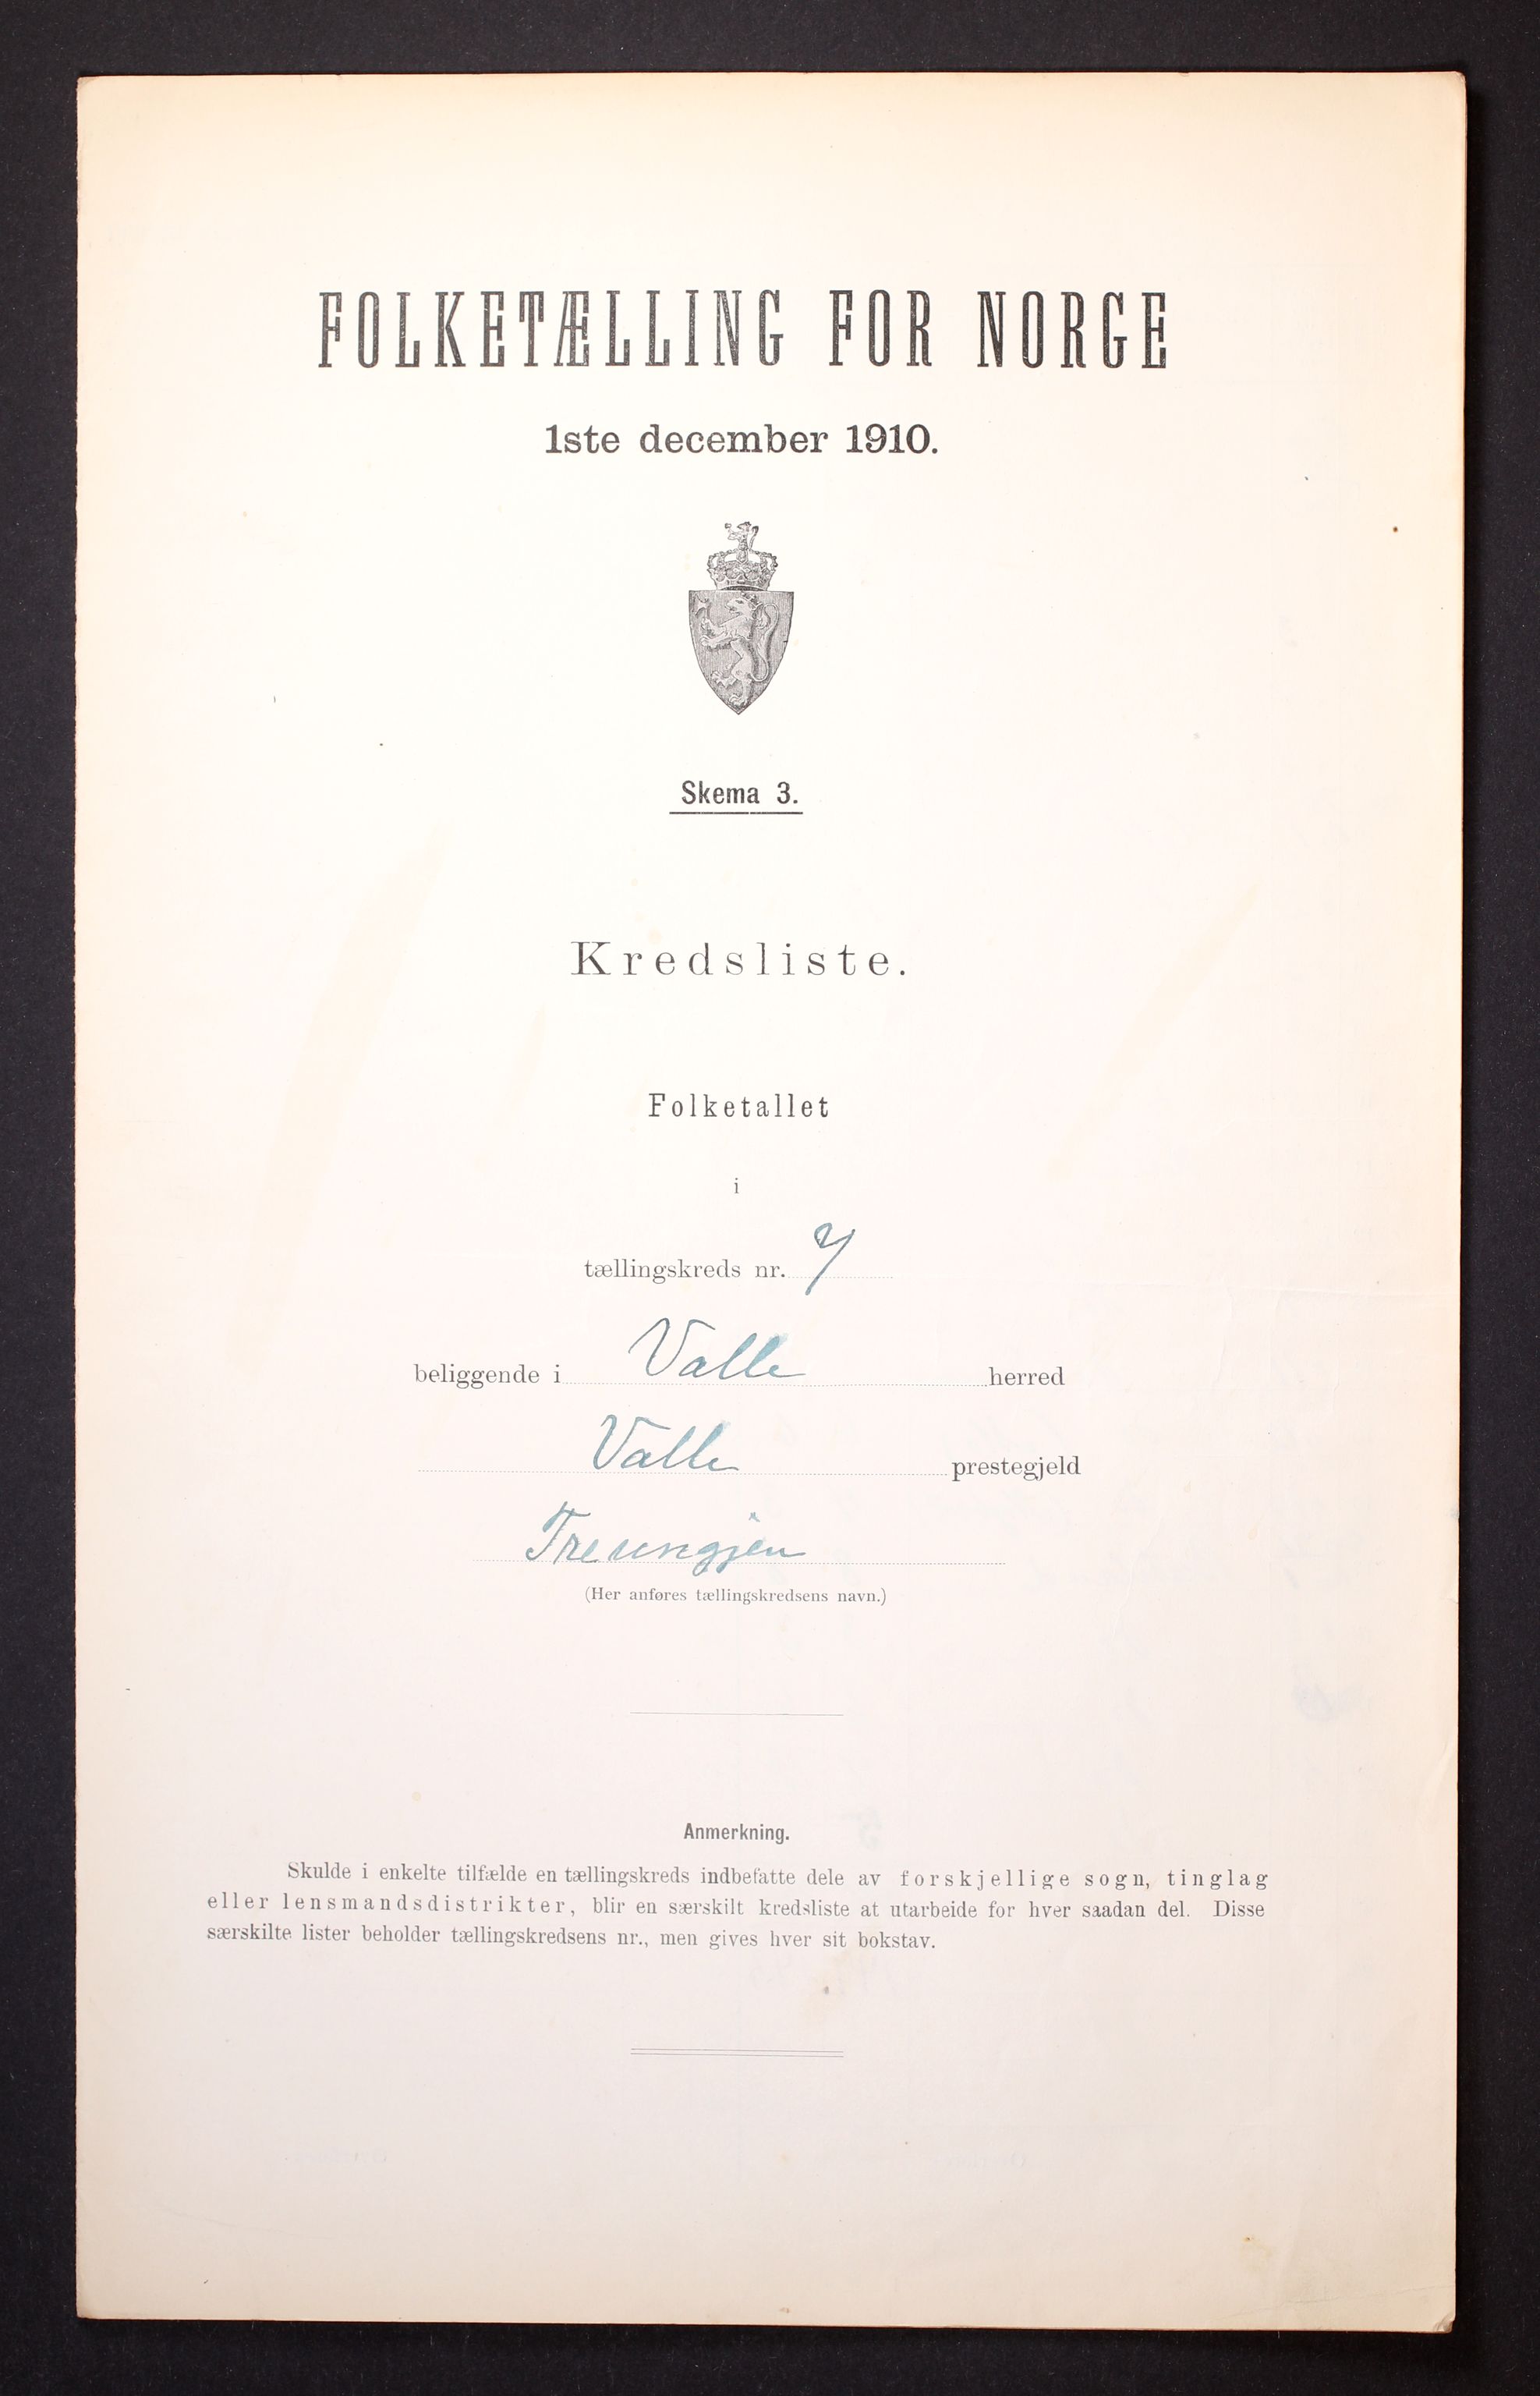 FOLKETÆLLING FOR NORGE
1ste december 1910.
Skema 3.
Kredsliste.
Folketallet
i
tællingskreds nr. 7
beliggende i Valle herred
Valle prestegjeld
Treungjen
(Her anføres tællingskredsens navn.)
Anmerkning.
Skulde i enkelte tilfælde en tællingskreds indbefatte dele av forskjellige sogn, tinglag
eller lensmandsdistrikter, blir en særskilt kredsliste at utarbeide for hver saadan del. Disse
særskilte lister beholder tællingskredsens nr., men gives hver sit bokstav.